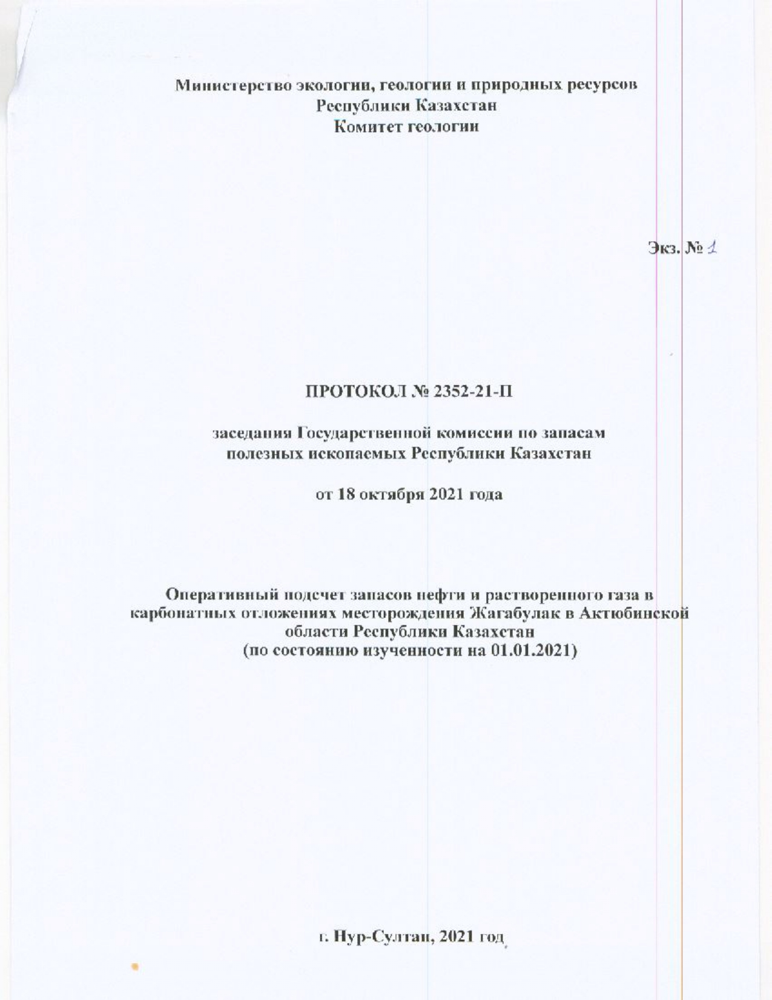 Министерство экологии, геологии и природных ресурсов
Республики Казахстан
Комитет геологии
Экз. № 1
ПРОТОКОЛ № 2352-21-П
заседания Государственной комиссии по запасам
полезных ископаемых Республики Казахстан
от 18 октября 2021 года
Оперативный подсчет запасов нефти и растворенного газа в
карбонатных отложениях месторождения Жагабулак в Актюбинской
области Республики Казахстан
(по состоянию изученности на 01.01.2021)
г. Нур-Султан, 2021 год